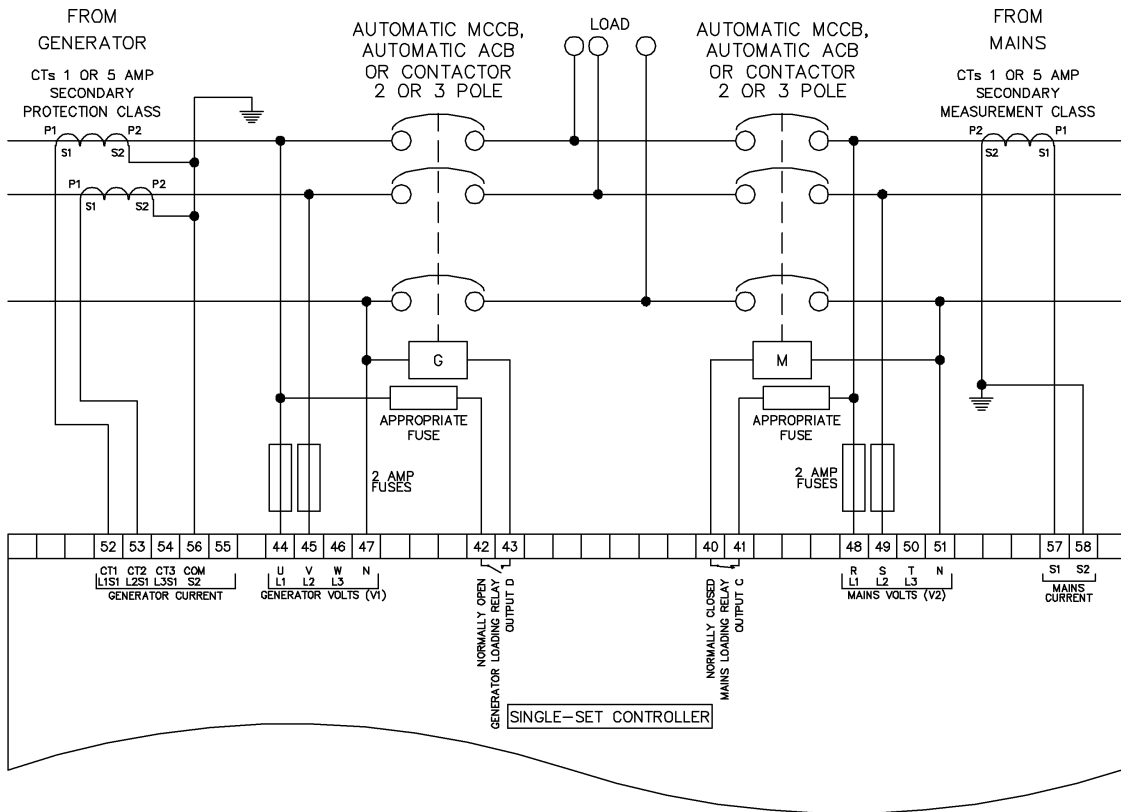 FROM
GENERATOR
CTs 1 OR 5 AMP
SECONDARY
PROTECTION CLASS
AUTOMATIC MCCB,
AUTOMATIC ACB
OR CONTACTOR
2 OR 3 POLE
LOAD
AUTOMATIC MCCB,
AUTOMATIC ACB
OR CONTACTOR
2 OR 3 POLE
FROM
MAINS
CTs 1 OR 5 AMP
SECONDARY
MEASUREMENT CLASS
P1 P2
S1 S2
P1 P2
S1 S2
P2 P1
S2 S1
G
M
APPROPRIATE
FUSE
APPROPRIATE
FUSE
2 AMP
FUSES
2 AMP
FUSES
52 53 54 56 55 44 45 46 47 42 43 40 41 48 49 50 51 57 58
CT1 CT2 CT3 COM
L1S1 L2S1 L3S1 S2
GENERATOR CURRENT
U V W N
L1 L2 L3
GENERATOR VOLTS (V1)
NORMALLY OPEN
GENERATOR LOADING RELAY
OUTPUT D
NORMALLY CLOSED
MAINS LOADING RELAY
OUTPUT C
R S T N
L1 L2 L3
MAINS VOLTS (V2)
S1 S2
MAINS
CURRENT
SINGLE-SET CONTROLLER